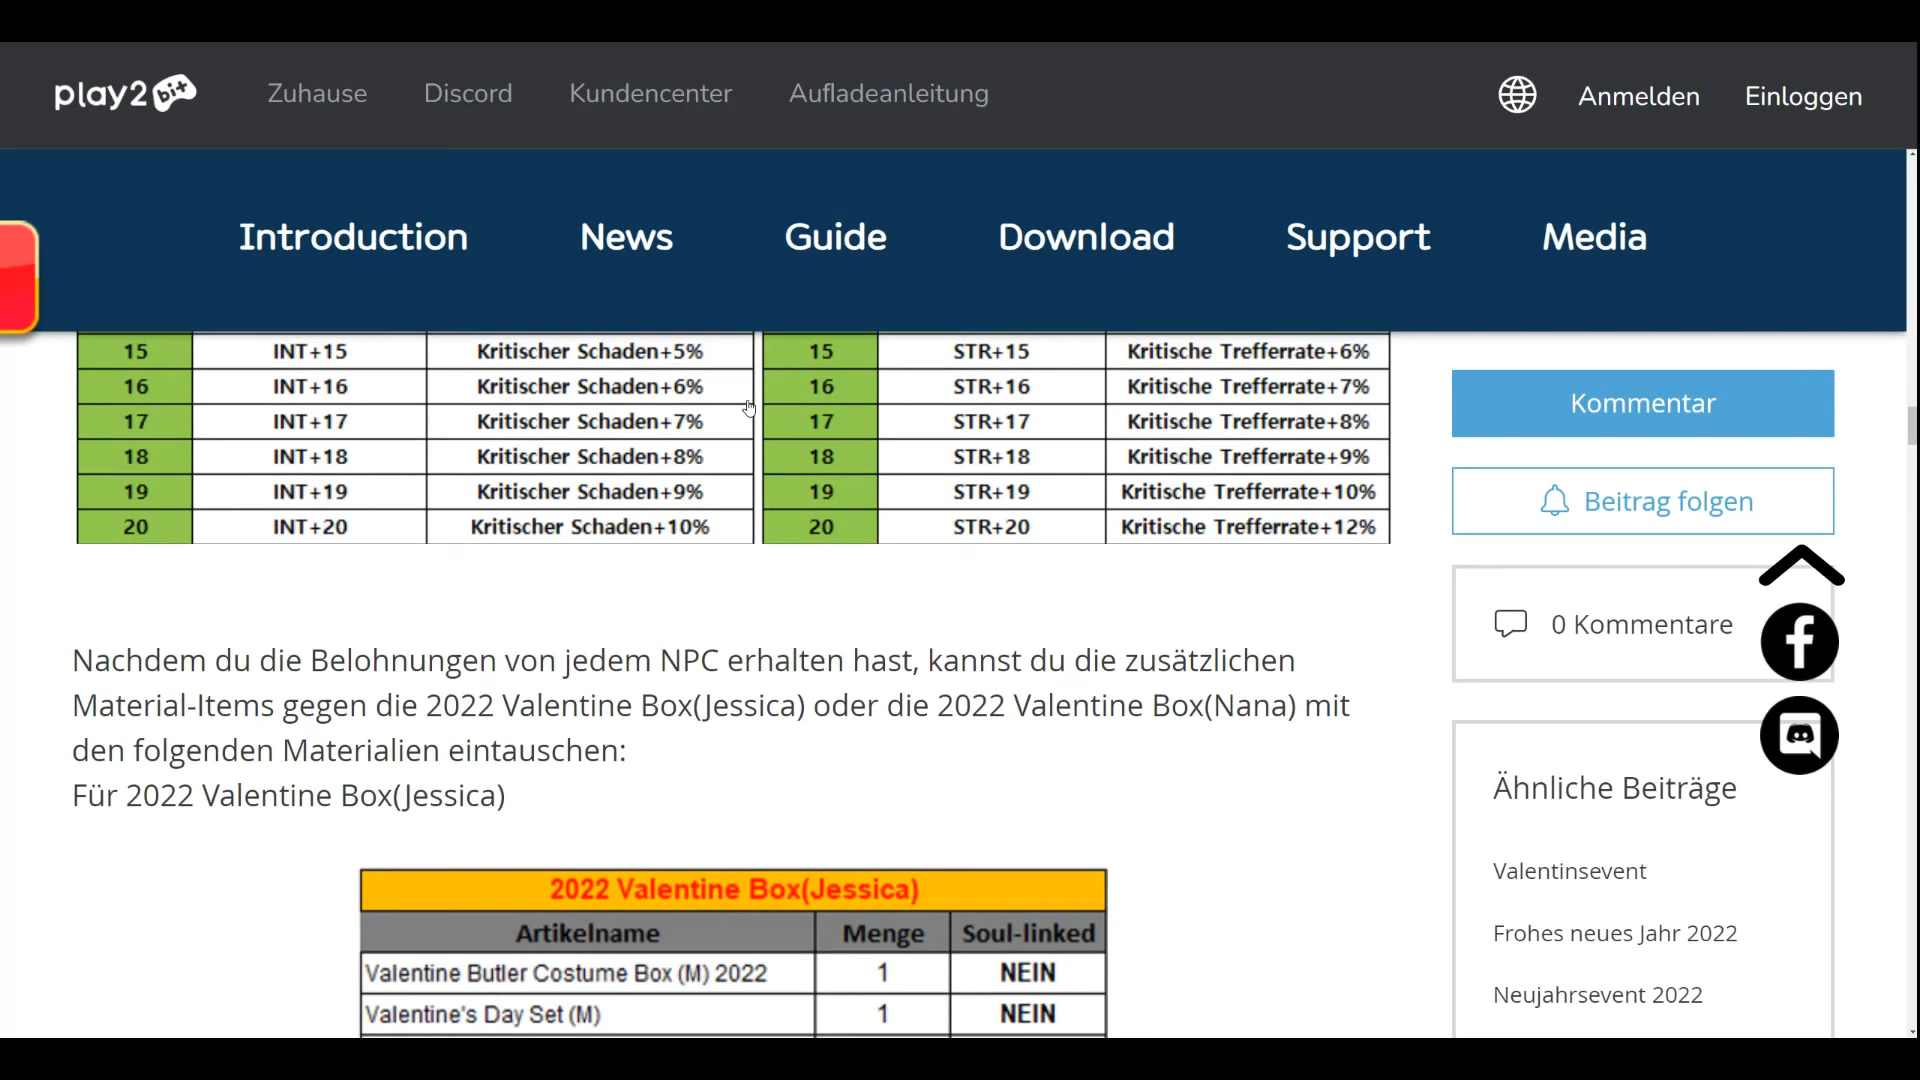 play2bit Zuhause Discord Kundencenter Aufladeanleitung Anmelden Einloggen
Introduction News Guide Download Support Media
15 INT+15 Kritischer Schaden+5% 15 STR+15 Kritische Trefferrate+6%
16 INT+16 Kritischer Schaden+6% 16 STR+16 Kritische Trefferrate+7%
17 INT+17 Kritischer Schaden+7% 17 STR+17 Kritische Trefferrate+8%
18 INT+18 Kritischer Schaden+8% 18 STR+18 Kritische Trefferrate+9%
19 INT+19 Kritischer Schaden+9% 19 STR+19 Kritische Trefferrate+10%
20 INT+20 Kritischer Schaden+10% 20 STR+20 Kritische Trefferrate+12%
Nachdem du die Belohnungen von jedem NPC erhalten hast, kannst du die zusätzlichen
Material-Items gegen die 2022 Valentine Box(Jessica) oder die 2022 Valentine Box(Nana) mit
den folgenden Materialien eintauschen:
Für 2022 Valentine Box(Jessica)
2022 Valentine Box(Jessica)
Artikelname Menge Soul-linked
Valentine Butler Costume Box (M) 2022 1 NEIN
Valentine's Day Set (M) 1 NEIN
Kommentar
Beitrag folgen
0 Kommentare
Ähnliche Beiträge
Valentinsevent
Frohes neues Jahr 2022
Neujahrsevent 2022